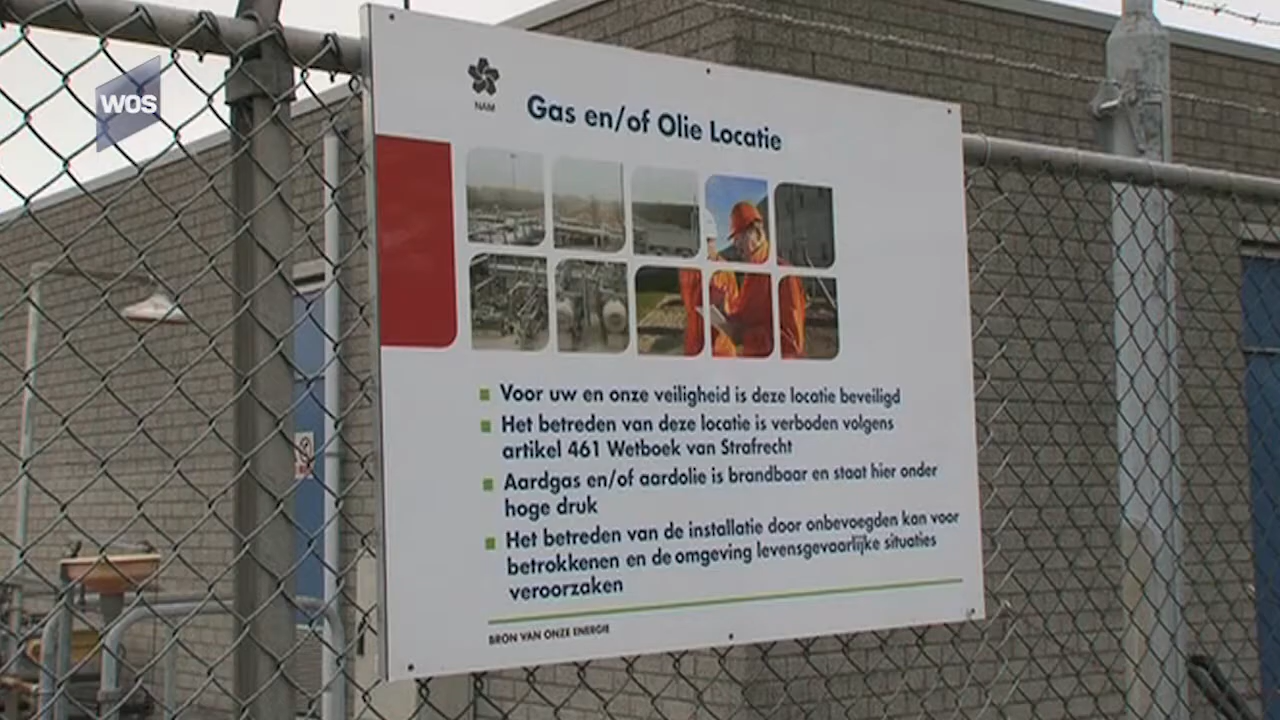 WOS
NAM
Gas en/of Olie Locatie
Voor uw en onze veiligheid is deze locatie beveiligd
Het betreden van deze locatie is verboden volgens
artikel 461 Wetboek van Strafrecht
Aardgas en/of aardolie is brandbaar en staat hier onder
hoge druk
Het betreden van de installatie door onbevoegden kan voor
betrokkenen en de omgeving levensgevaarlijke situaties
veroorzaken
BRON VAN ONZE ENERGIE